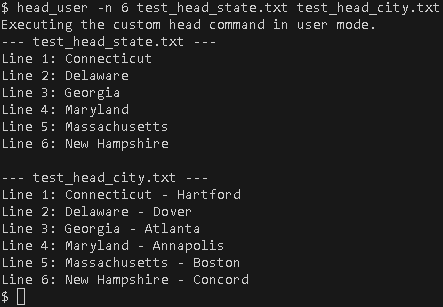 $ head_user -n 6 test_head_state.txt test_head_city.txt
Executing the custom head command in user mode.
--- test_head_state.txt ---
Line 1: Connecticut
Line 2: Delaware
Line 3: Georgia
Line 4: Maryland
Line 5: Massachusetts
Line 6: New Hampshire

--- test_head_city.txt ---
Line 1: Connecticut - Hartford
Line 2: Delaware - Dover
Line 3: Georgia - Atlanta
Line 4: Maryland - Annapolis
Line 5: Massachusetts - Boston
Line 6: New Hampshire - Concord
$